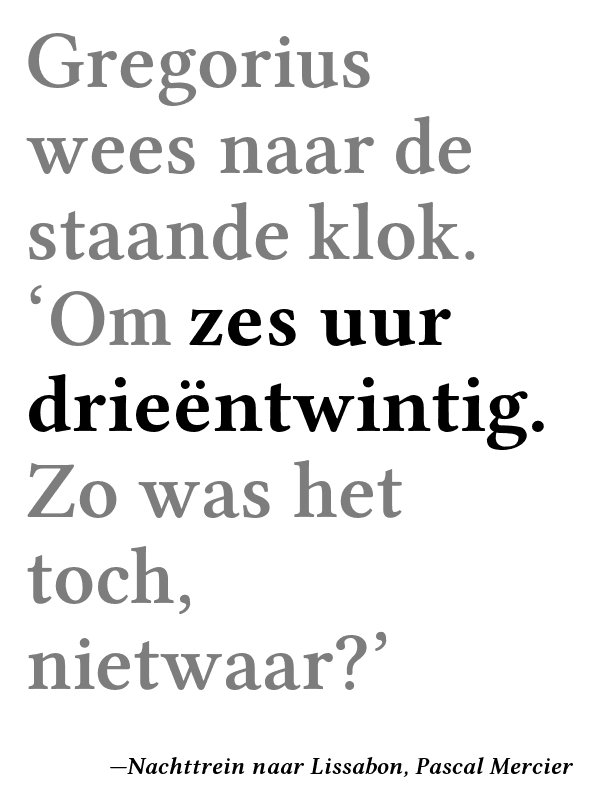 Gregorius
wees naar de
staande klok.
‘Om zes uur
drieëntwintig.
Zo was het
toch,
nietwaar?’
—Nachttrein naar Lissabon, Pascal Mercier